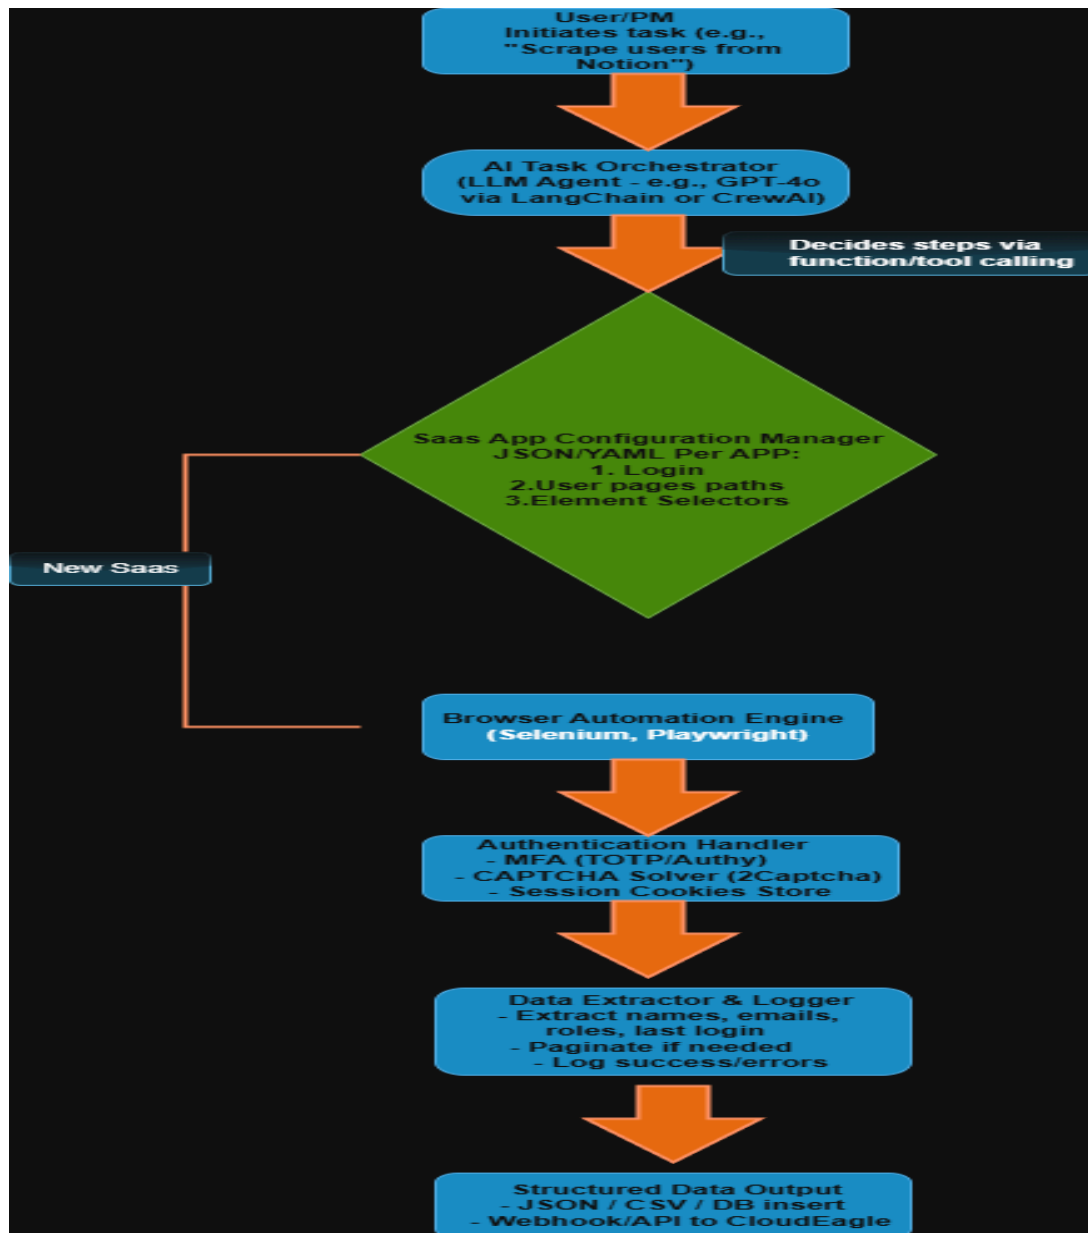 User/PM
Initiates task (e.g.,
"Scrape users from
Notion")
AI Task Orchestrator
(LLM Agent - e.g., GPT-4o
via LangChain or CrewAI)
Decides steps via
function/tool calling
Saas App Configuration Manager
JSON/YAML Per APP:
1. Login
2.User pages paths
3.Element Selectors
New Saas
Browser Automation Engine
(Selenium, Playwright)
Authentication Handler
- MFA (TOTP/Authy)
- CAPTCHA Solver (2Captcha)
- Session Cookies Store
Data Extractor & Logger
- Extract names, emails,
roles, last login
- Paginate if needed
- Log success/errors
Structured Data Output
- JSON / CSV / DB insert
- Webhook/API to CloudEagle